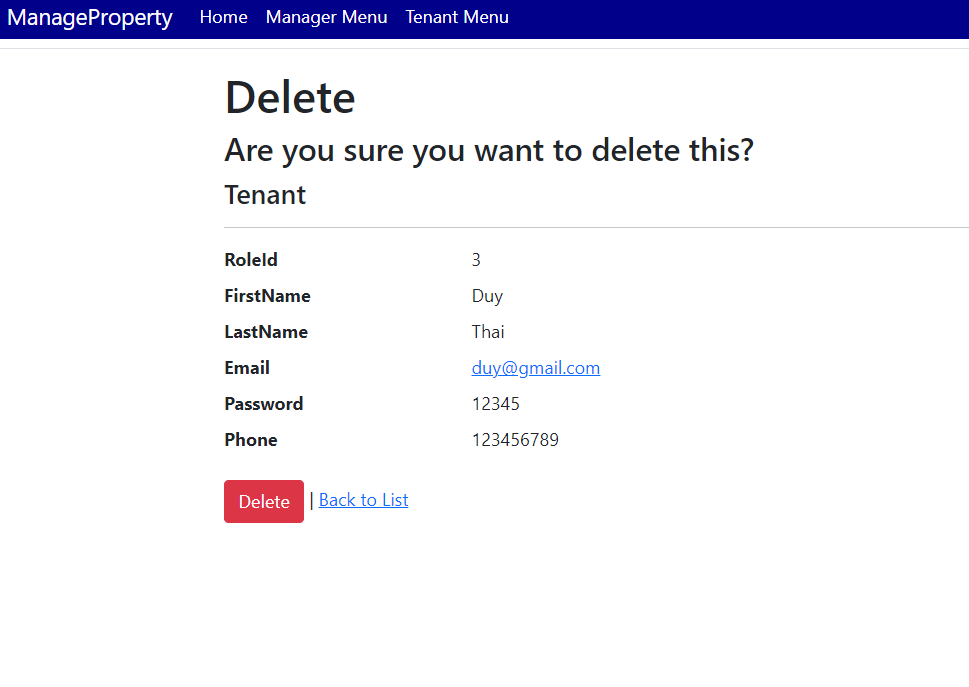 ManageProperty Home Manager Menu Tenant Menu
Delete
Are you sure you want to delete this?
Tenant
RoleId 3
FirstName Duy
LastName Thai
Email duy@gmail.com
Password 12345
Phone 123456789
Delete | Back to List